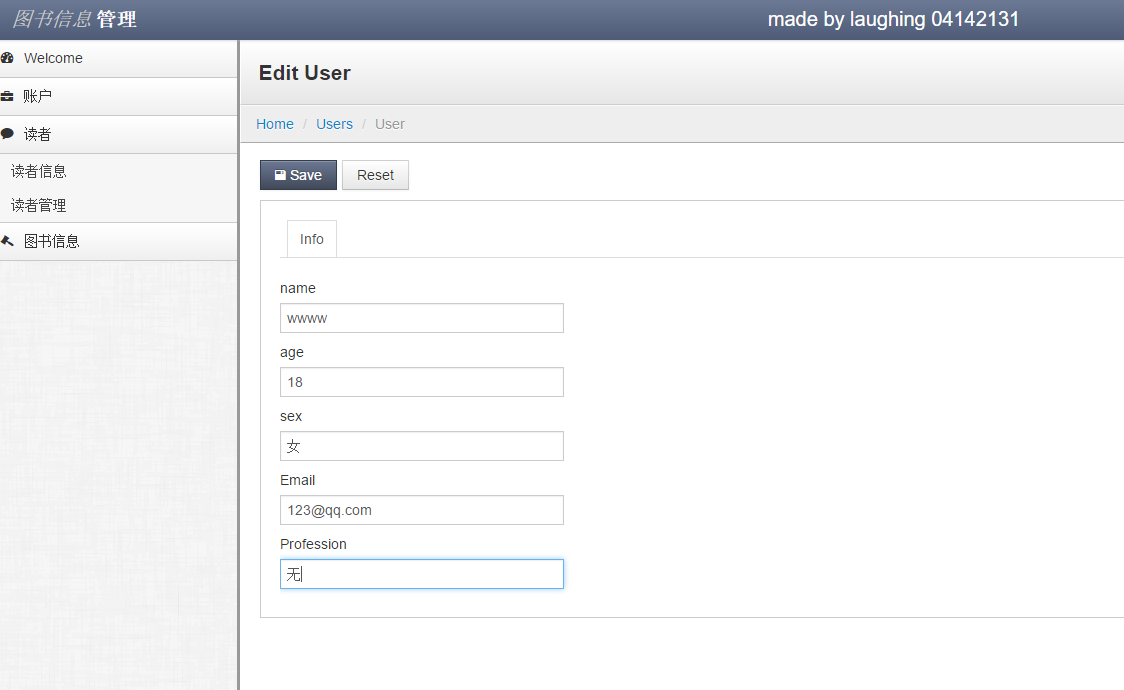 图书信息 管理
made by laughing 04142131
Welcome
账户
读者
读者信息
读者管理
图书信息
Edit User
Home / Users / User
Save
Reset
Info
name
wwww
age
18
sex
女
Email
123@qq.com
Profession
无